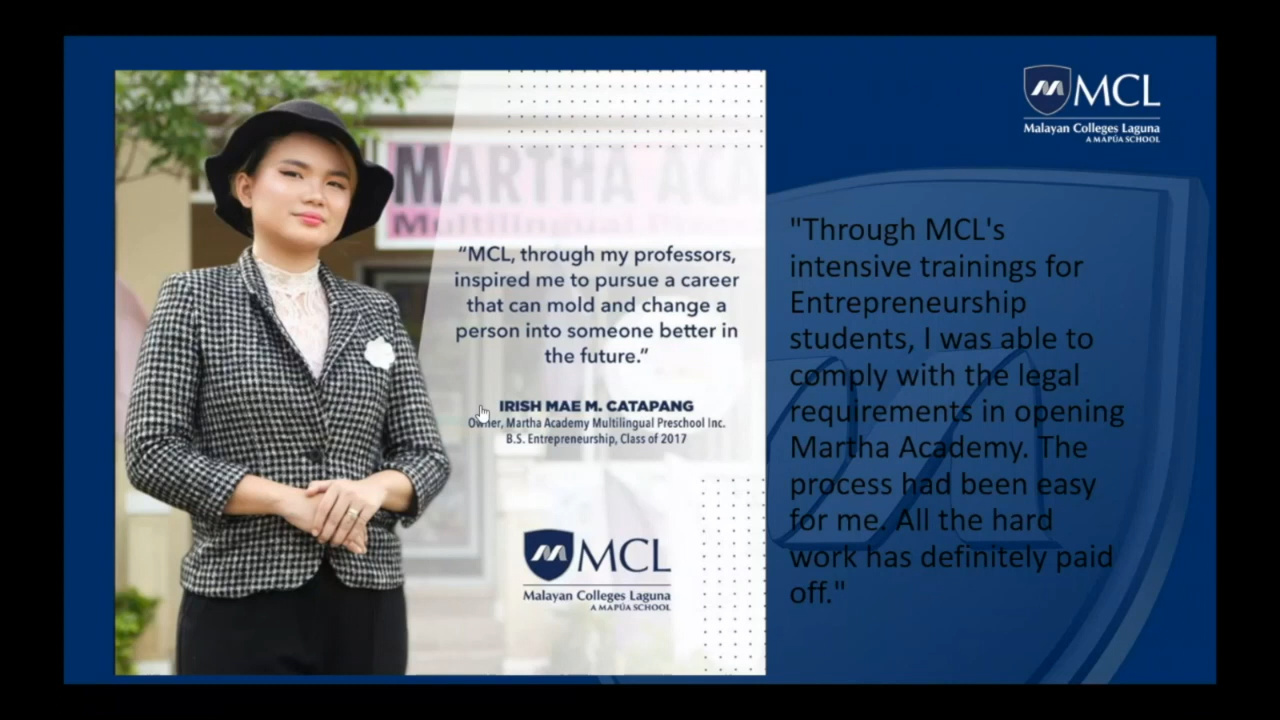 MARTHA ACA
Multilingual
“MCL, through my professors,
inspired me to pursue a career
that can mold and change a
person into someone better in
the future.”
IRISH MAE M. CATAPANG
Owner, Martha Academy Multilingual Preschool Inc.
B.S. Entrepreneurship, Class of 2017
MCL
Malayan Colleges Laguna
A MAPÚA SCHOOL
MCL
Malayan Colleges Laguna
A MAPÚA SCHOOL
"Through MCL's
intensive trainings for
Entrepreneurship
students, I was able to
comply with the legal
requirements in opening
Martha Academy. The
process had been easy
for me. All the hard
work has definitely paid
off."